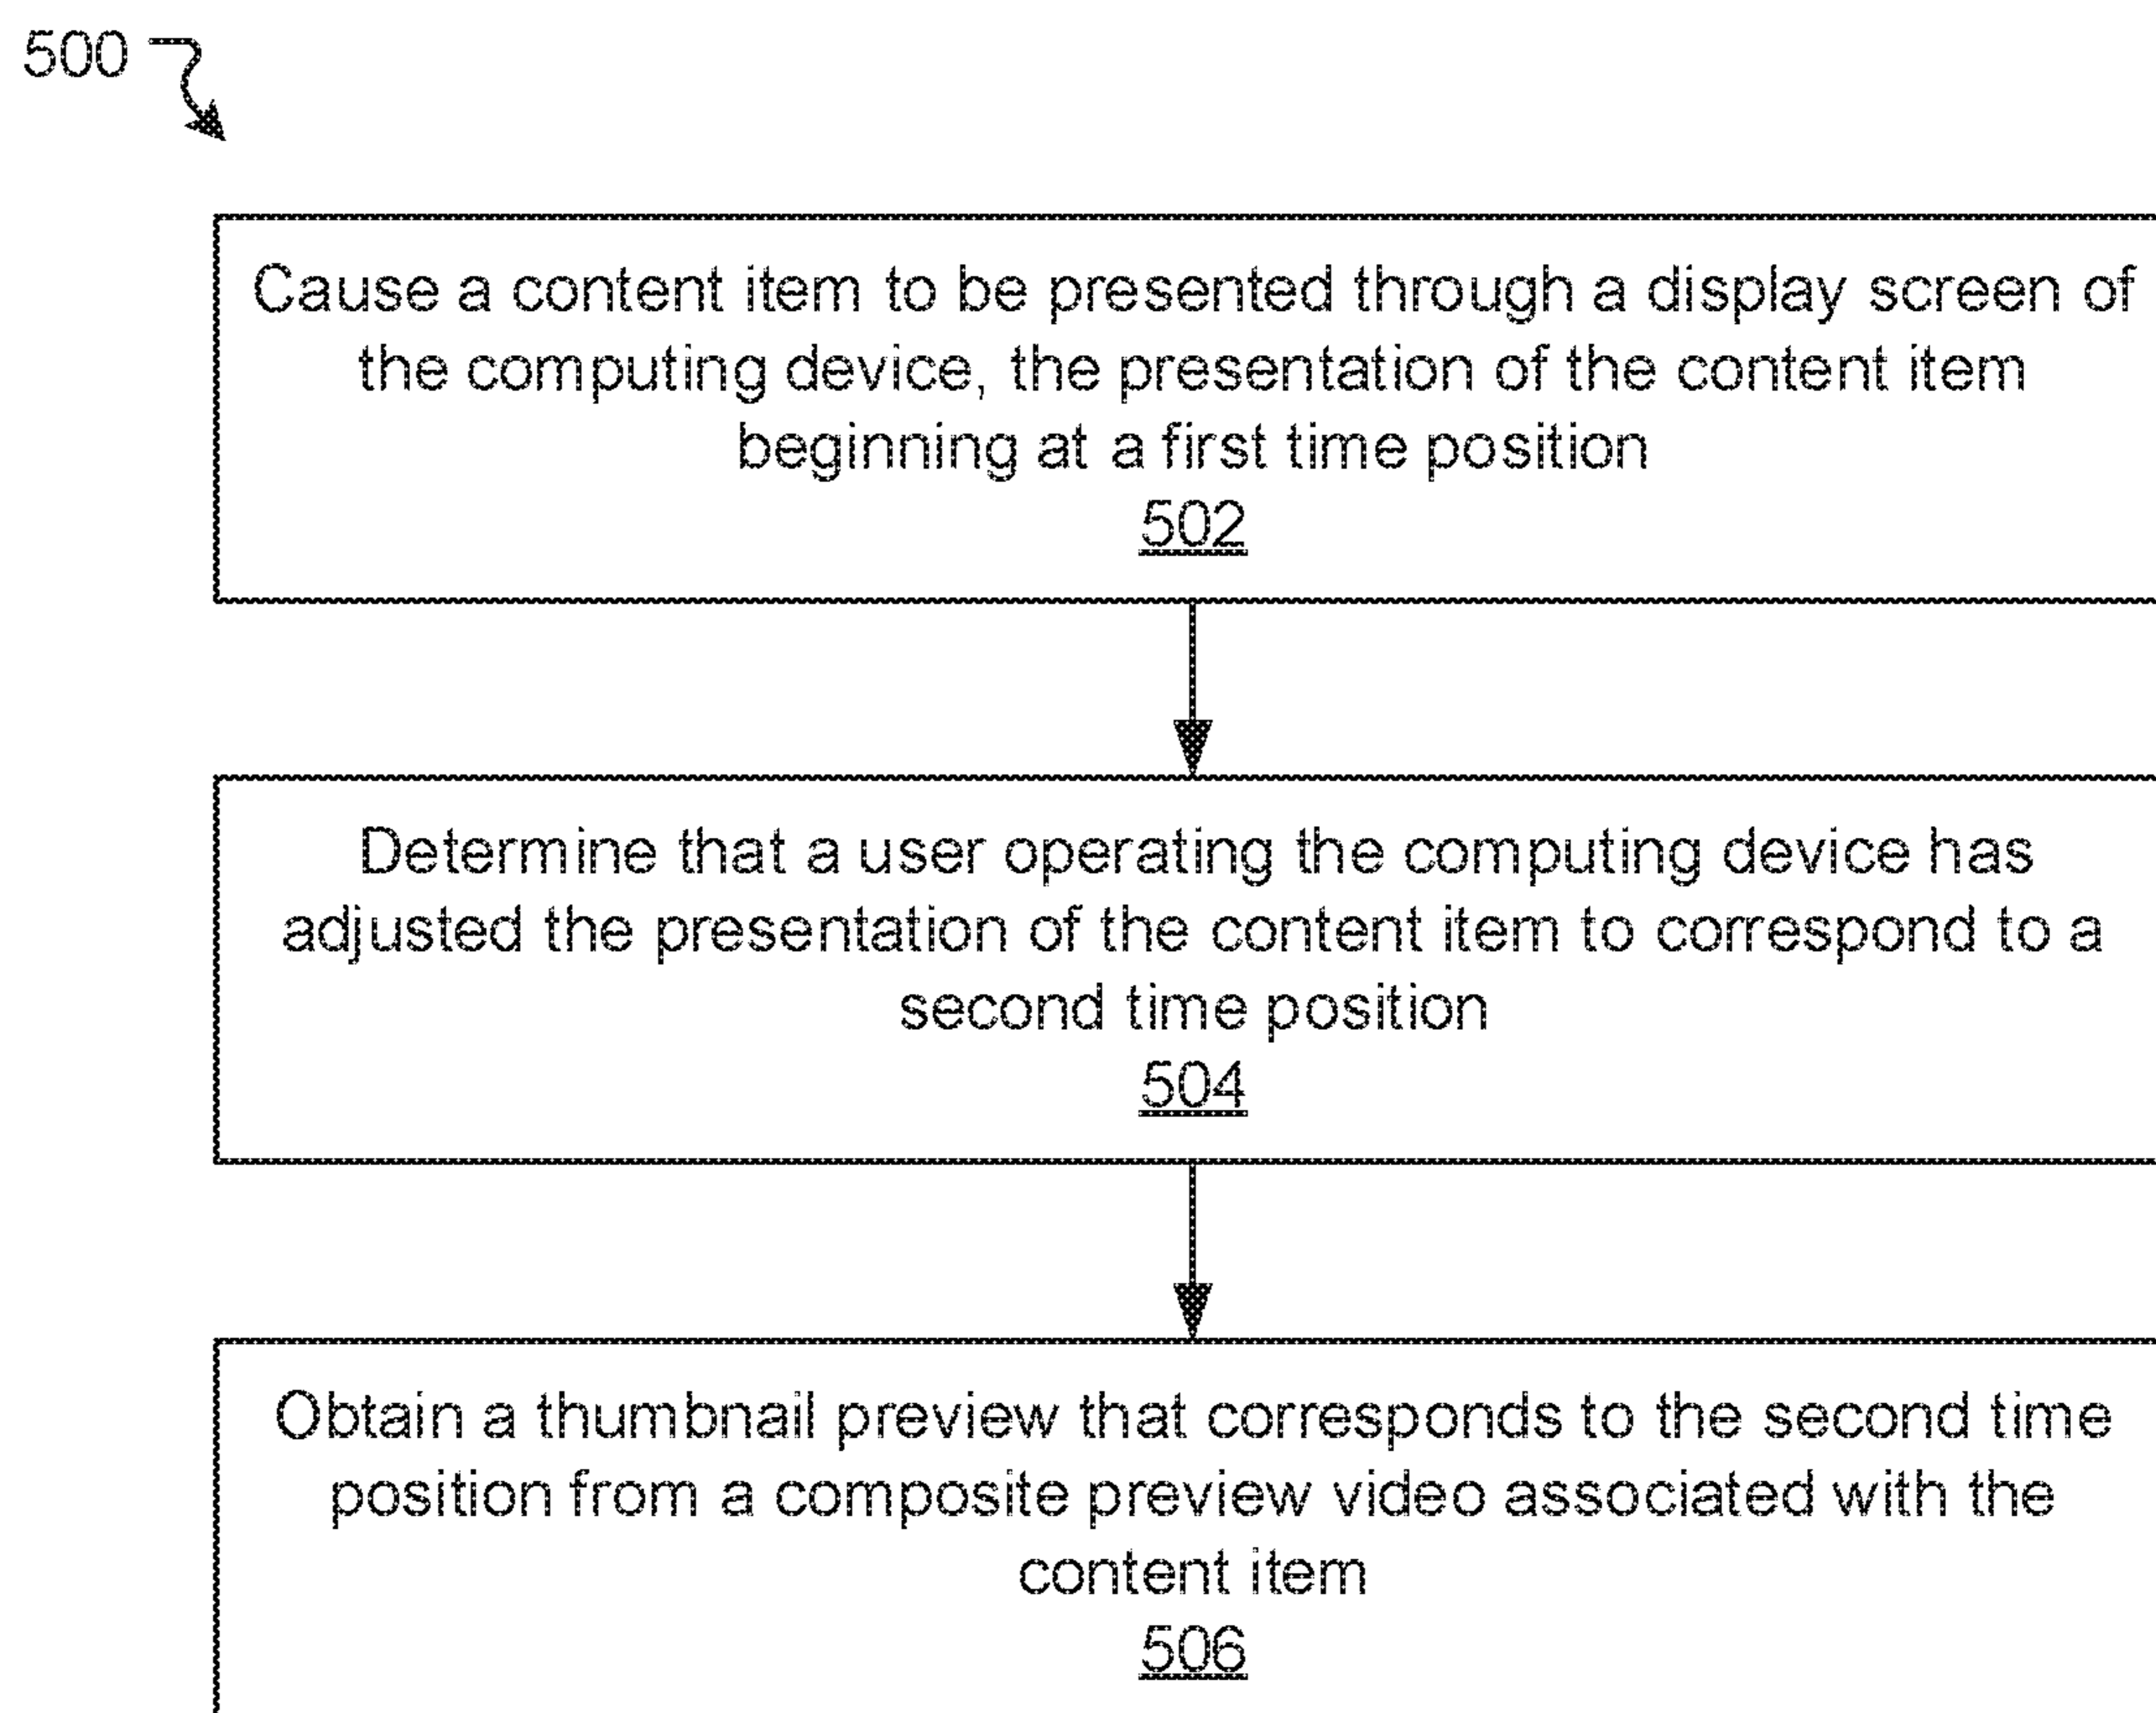 500
Cause a content item to be presented through a display screen of
the computing device, the presentation of the content item
beginning at a first time position
502
Determine that a user operating the computing device has
adjusted the presentation of the content item to correspond to a
second time position
504
Obtain a thumbnail preview that corresponds to the second time
position from a composite preview video associated with the
content item
506